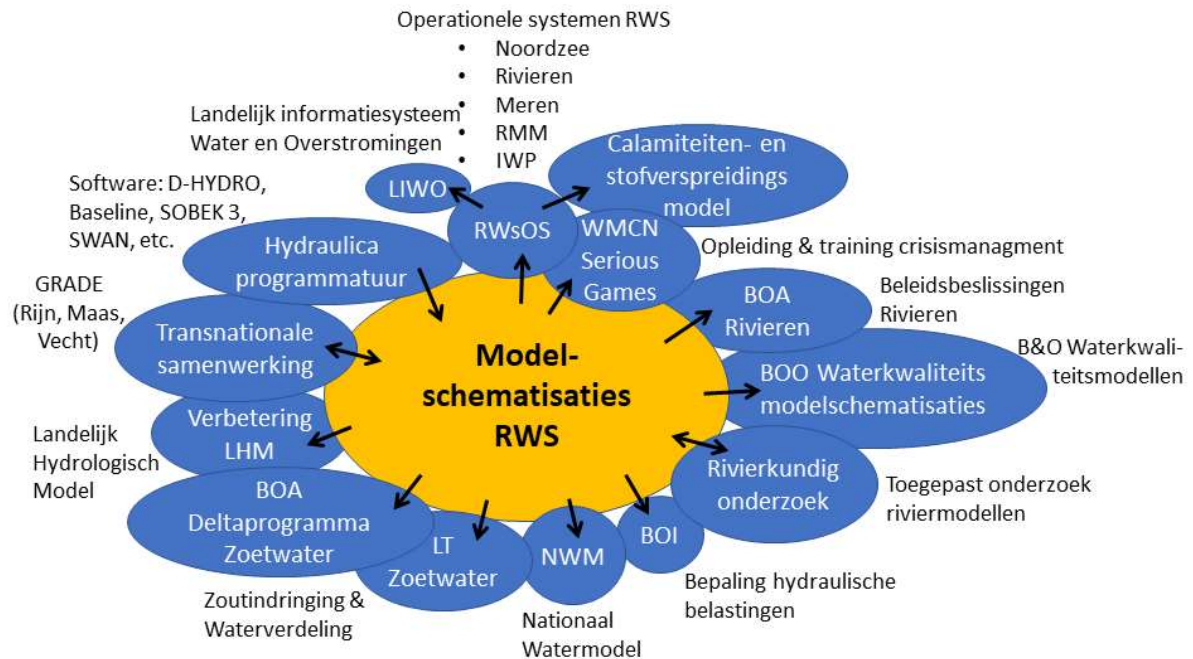 Operationele systemen RWS
• Noordzee
• Rivieren
• Meren
• RMM
• IWP
Landelijk informatiesysteem
Water en Overstromingen
Calamiteiten- en
stofverspreidings
model
LIWO
RWsOS
WMCN
Serious
Games
Opleiding & training crisismanagment
Software: D-HYDRO,
Baseline, SOBEK 3,
SWAN, etc.
Hydraulica
programmatuur
BOA
Rivieren
Beleidsbeslissingen
Rivieren
GRADE
(Rijn, Maas,
Vecht)
Transnationale
samenwerking
Model-
schematisaties
RWS
BOO Waterkwaliteits
modelschematisaties
B&O Waterkwali-
teitsmodellen
Verbetering
LHM
Landelijk
Hydrologisch
Model
Rivierkundig
onderzoek
Toegepast onderzoek
riviermodellen
BOA
Deltaprogramma
Zoetwater
LT
Zoetwater
NWM
BOI
Bepaling hydraulische
belastingen
Zoutindringing &
Waterverdeling
Nationaal
Watermodel